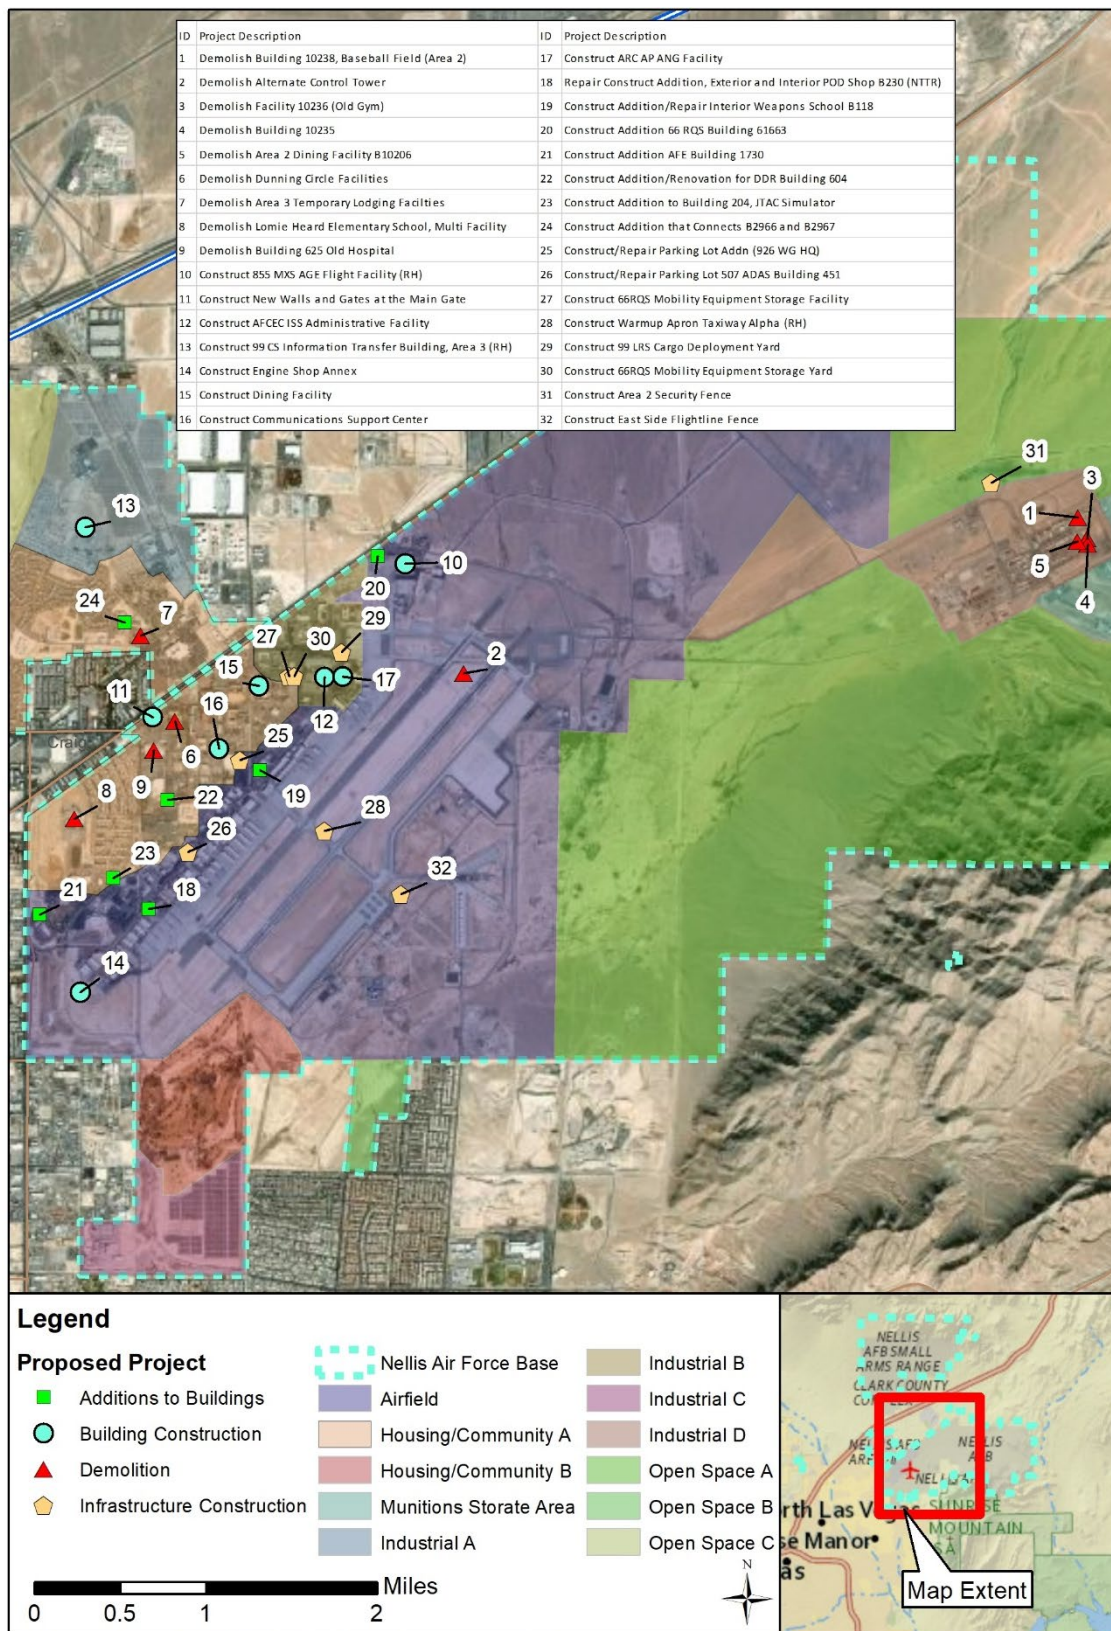 ID Project Description ID Project Description
1 Demolish Building 10238, Baseball Field (Area 2) 17 Construct ARC AP ANG Facility
2 Demolish Alternate Control Tower 18 Repair Construct Addition, Exterior and Interior POD Shop B230 (NTTR)
3 Demolish Facility 10236 (Old Gym) 19 Construct Addition/Repair Interior Weapons School B118
4 Demolish Building 10235 20 Construct Addition 66 RQS Building 61663
5 Demolish Area 2 Dining Facility B10206 21 Construct Addition AFE Building 1730
6 Demolish Dunning Circle Facilities 22 Construct Addition/Renovation for DDR Building 604
7 Demolish Area 3 Temporary Lodging Facilties 23 Construct Addition to Building 204, JTAC Simulator
8 Demolish Lomie Heard Elementary School, Multi Facility 24 Construct Addition that Connects B2966 and B2967
9 Demolish Building 625 Old Hospital 25 Construct/Repair Parking Lot Addn (926 WG HQ)
10 Construct 855 MXS AGE Flight Facility (RH) 26 Construct/Repair Parking Lot 507 ADAS Building 451
11 Construct New Walls and Gates at the Main Gate 27 Construct 66RQS Mobility Equipment Storage Facility
12 Construct AFCEC ISS Administrative Facility 28 Construct Warmup Apron Taxiway Alpha (RH)
13 Construct 99 CS Information Transfer Building, Area 3 (RH) 29 Construct 99 LRS Cargo Deployment Yard
14 Construct Engine Shop Annex 30 Construct 66RQS Mobility Equipment Storage Yard
15 Construct Dining Facility 31 Construct Area 2 Security Fence
16 Construct Communications Support Center 32 Construct East Side Flightline Fence
31
3
13
1
10
5
20
4
24
7
29
27
30
2
15
17
11
16
12
Craig
25
6
9
19
8
22
28
26
23
32
21
18
14
Legend
Proposed Project
Additions to Buildings
Building Construction
Demolition
Infrastructure Construction
Nellis Air Force Base
Airfield
Housing/Community A
Housing/Community B
Munitions Storate Area
Industrial A
Industrial B
Industrial C
Industrial D
Open Space A
Open Space B
Open Space C
Miles
0 0.5 1 2
N
NELLIS
AFB SMALL
ARMS RANGE
CLARK COUNTY
NELLIS
AFB
NELLIS
rth Las Vegas
SUNRISE
MOUNTAIN
se Manor
as
Map Extent